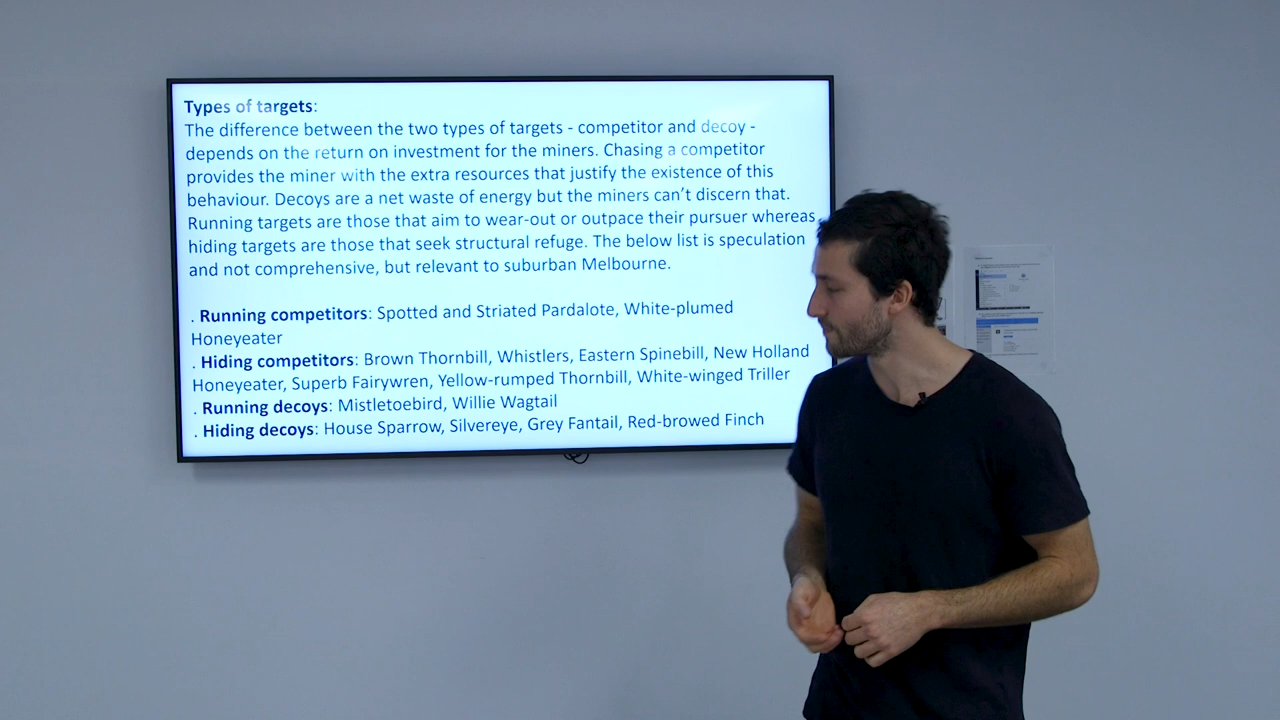 Types of targets:
The difference between the two types of targets - competitor and decoy -
depends on the return on investment for the miners. Chasing a competitor
provides the miner with the extra resources that justify the existence of this
behaviour. Decoys are a net waste of energy but the miners can’t discern that.
Running targets are those that aim to wear-out or outpace their pursuer whereas
hiding targets are those that seek structural refuge. The below list is speculation
and not comprehensive, but relevant to suburban Melbourne.
. Running competitors: Spotted and Striated Pardalote, White-plumed
Honeyeater
. Hiding competitors: Brown Thornbill, Whistlers, Eastern Spinebill, New Holland
Honeyeater, Superb Fairywren, Yellow-rumped Thornbill, White-winged Triller
. Running decoys: Mistletoebird, Willie Wagtail
. Hiding decoys: House Sparrow, Silvereye, Grey Fantail, Red-browed Finch